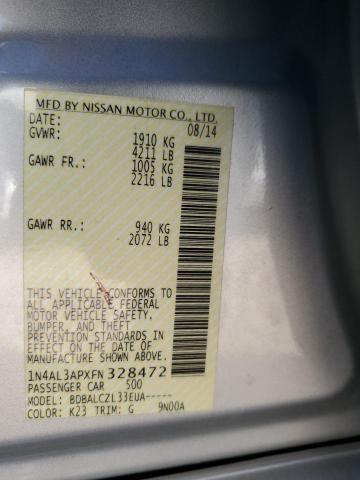 MFD BY NISSAN MOTOR CO., LTD.
DATE: 08/14
GVWR: 1910 KG
4211 LB
GAWR FR.: 1005 KG
2216 LB
GAWR RR.: 940 KG
2072 LB
THIS VEHICLE CONFORMS TO
ALL APPLICABLE FEDERAL
MOTOR VEHICLE SAFETY,
BUMPER, AND THEFT
PREVENTION STANDARDS IN
EFFECT ON THE DATE OF
MANUFACTURE SHOWN ABOVE.
1N4AL3APXFN 328472
PASSENGER CAR 500
MODEL: BDBALCZL33EUA-----
COLOR: K23 TRIM: G 9N00A